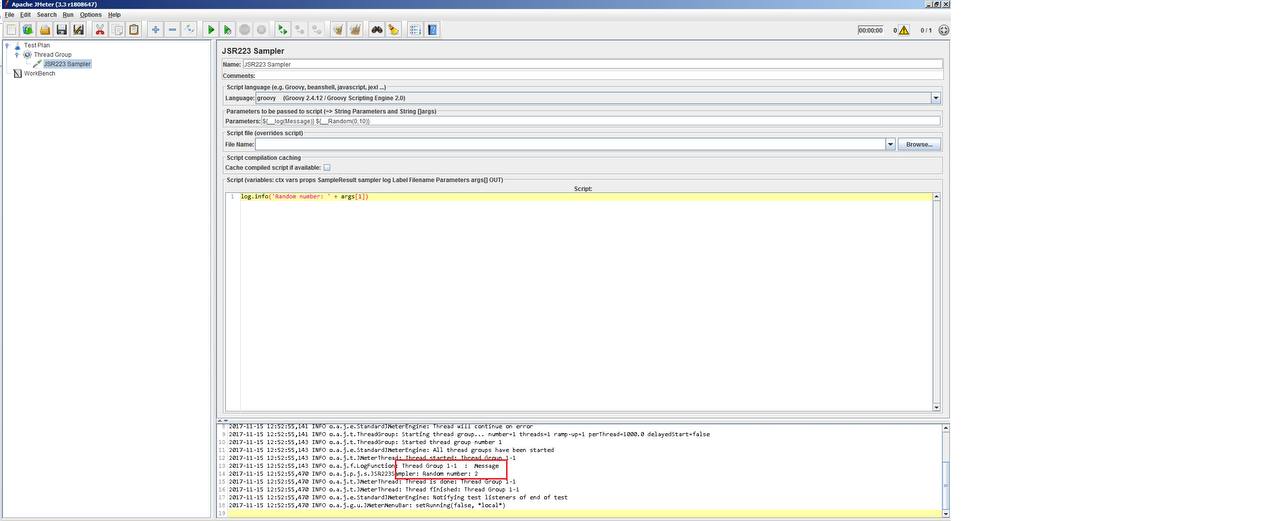 Apache JMeter (3.3 r1808647)
File Edit Search Run Options Help
00:00:00 0 0 / 1
Test Plan
Thread Group
JSR223 Sampler
WorkBench
JSR223 Sampler
Name: JSR223 Sampler
Comments:
Script language (e.g. Groovy, beanshell, javascript, jexl ...)
Language: groovy (Groovy 2.4.12 / Groovy Scripting Engine 2.0)
Parameters to be passed to script (=> String Parameters and String []args)
Parameters: ${__log(Message)} ${__Random(0,10)}
Script file (overrides script)
File Name: Browse...
Script compilation caching
Cache compiled script if available:
Script (variables: ctx vars props SampleResult sampler log Label Filename Parameters args[] OUT)
Script:
1 log.info('Random number: ' + args[1])
8 2017-11-15 12:52:55,141 INFO o.a.j.e.StandardJMeterEngine: Thread will continue on error
9 2017-11-15 12:52:55,141 INFO o.a.j.t.ThreadGroup: Starting thread group... number=1 threads=1 ramp-up=1 perThread=1000.0 delayedStart=false
10 2017-11-15 12:52:55,143 INFO o.a.j.t.ThreadGroup: Started thread group number 1
11 2017-11-15 12:52:55,143 INFO o.a.j.e.StandardJMeterEngine: All thread groups have been started
12 2017-11-15 12:52:55,143 INFO o.a.j.t.JMeterThread: Thread started: Thread Group 1-1
13 2017-11-15 12:52:55,143 INFO o.a.j.f.LogFunction: Thread Group 1-1 : Message
14 2017-11-15 12:52:55,470 INFO o.a.j.p.j.s.JSR223Sampler: Random number: 2
15 2017-11-15 12:52:55,470 INFO o.a.j.t.JMeterThread: Thread is done: Thread Group 1-1
16 2017-11-15 12:52:55,470 INFO o.a.j.t.JMeterThread: Thread finished: Thread Group 1-1
17 2017-11-15 12:52:55,470 INFO o.a.j.e.StandardJMeterEngine: Notifying test listeners of end of test
18 2017-11-15 12:52:55,470 INFO o.a.j.g.u.JMeterMenuBar: setRunning(false, *local*)
19